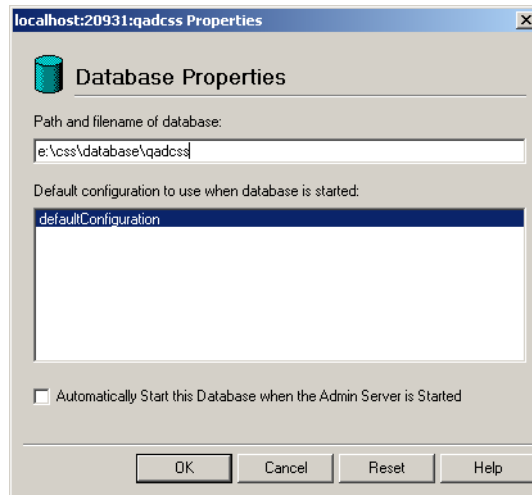 localhost:20931:qadcss Properties
Database Properties
Path and filename of database:
e:\css\database\qadcss
Default configuration to use when database is started:
defaultConfiguration
Automatically Start this Database when the Admin Server is Started
OK Cancel Reset Help